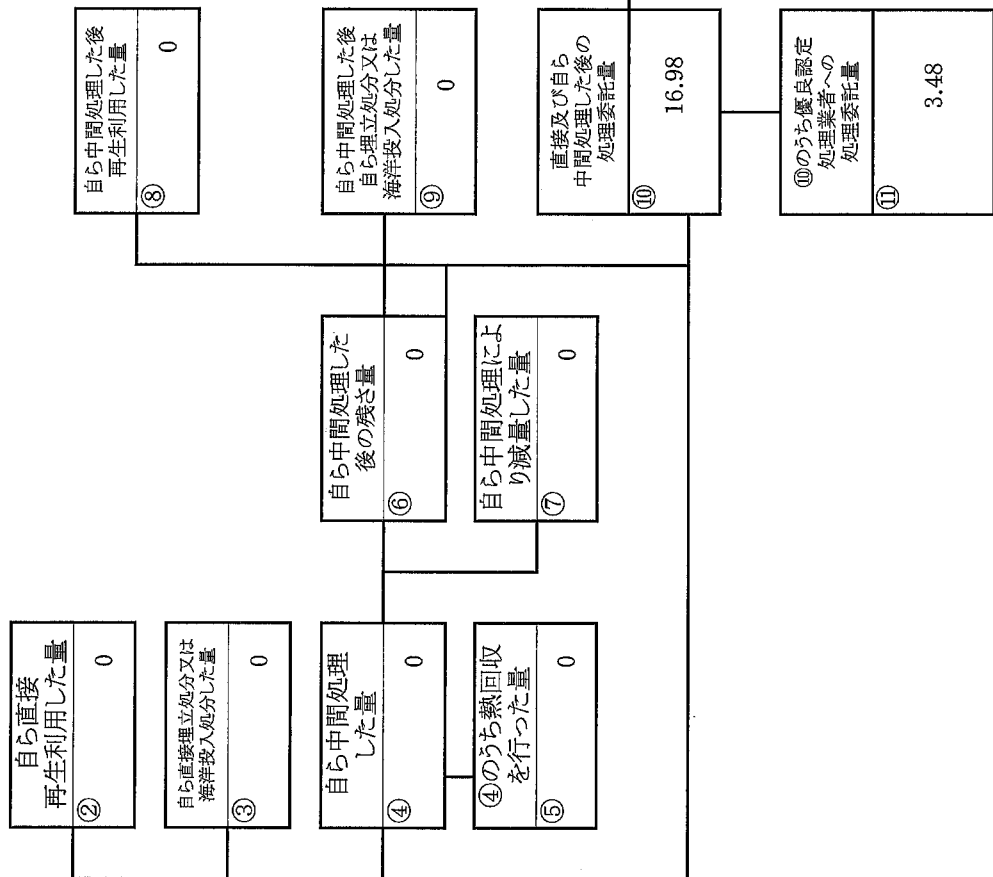 自ら直接
再生利用した量
②
0
自ら直接埋立処分又は
海洋投入処分した量
③
0
自ら中間処理
した量
④
0
④のうち熱回収
を行った量
⑤
0
自ら中間処理した
後の残さ量
⑥
0
自ら中間処理によ
り減量した量
⑦
0
自ら中間処理した後
再生利用した量
⑧
0
自ら中間処理した後
自ら埋立処分又は
海洋投入処分した量
⑨
0
直接及び自ら
中間処理した後の
処理委託量
⑩
16.98
⑩のうち優良認定
処理業者への
処理委託量
⑪
3.48